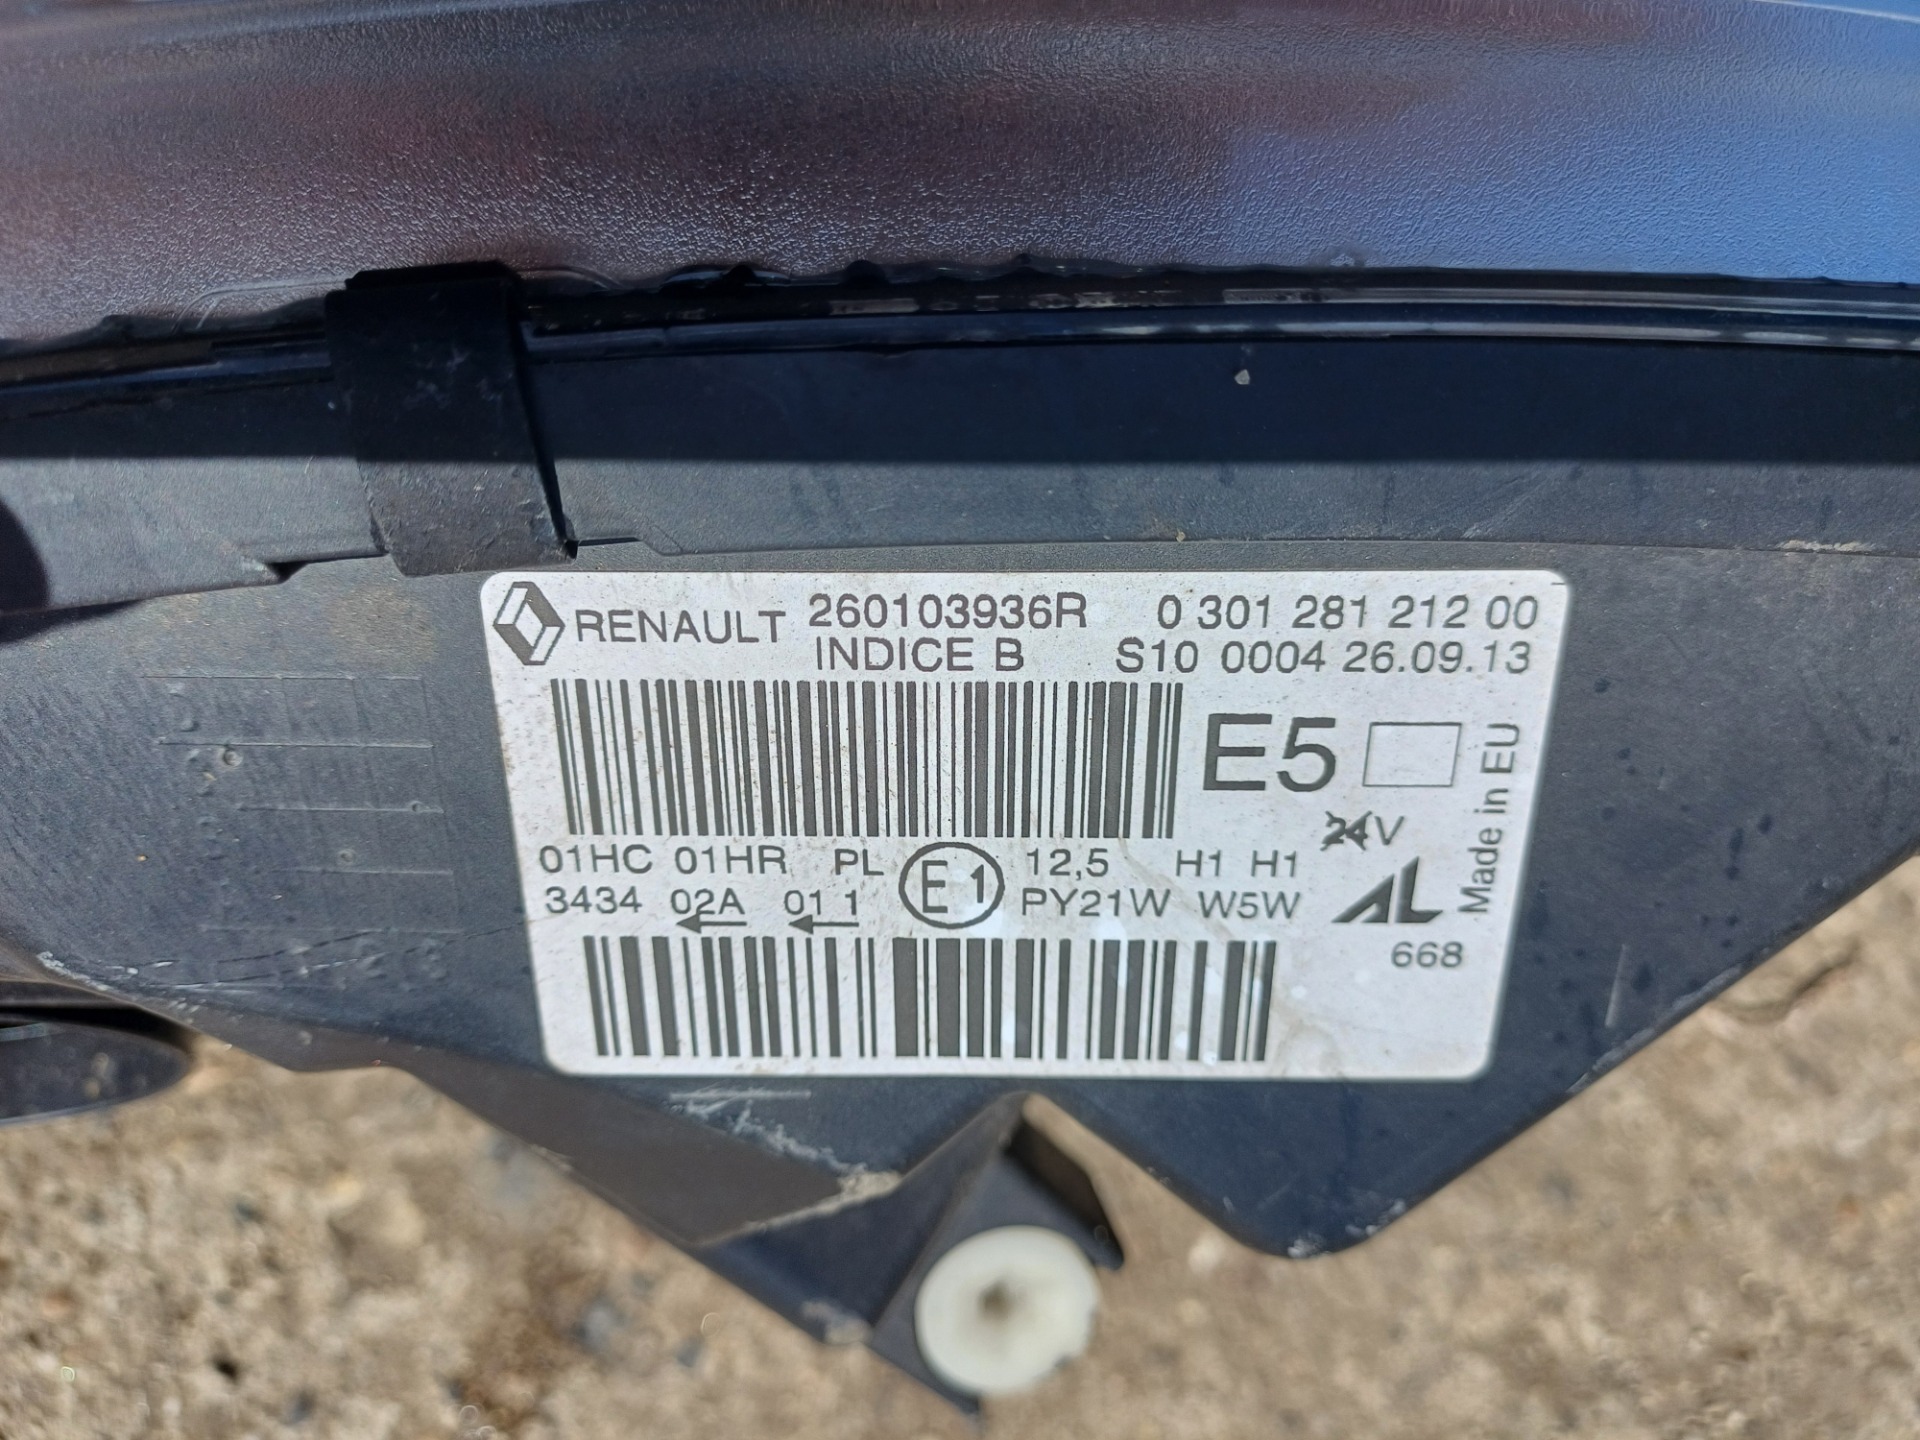 RENAULT 260103936R 0 301 281 212 00
INDICE B S10 0004 26.09.13
E5
24V
Made in EU
01HC 01HR PL E1 12,5 H1 H1
3434 02A 01 1 PY21W W5W
AL
668